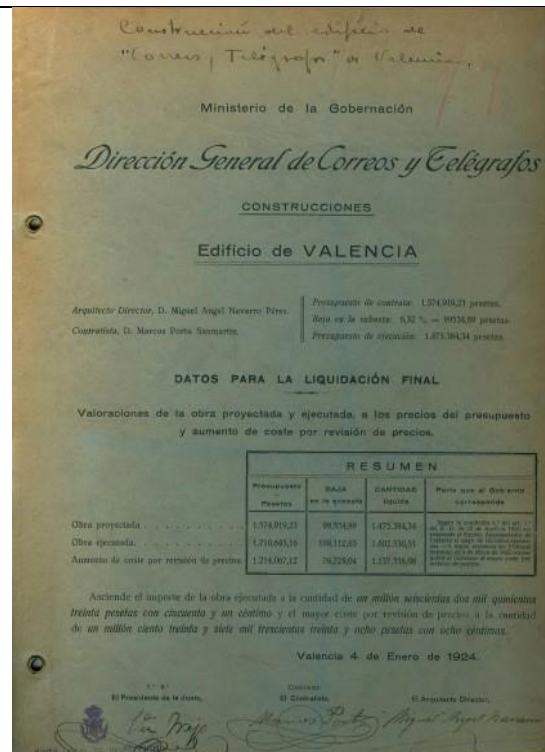 Construcción del edificio de
"Correos y Telégrafos" de Valencia.
Ministerio de la Gobernación
Dirección General de Correos y Telégrafos
CONSTRUCCIONES
Edificio de VALENCIA
Arquitecto Director, D. Miguel Angel Navarro Pérez.
Contratista, D. Marcos Porta Sanmartín.
Presupuesto de contrata: 1.574.919,23 pesetas.
Baja en la subasta: 6,32 % = 99534,89 pesetas.
Presupuesto de ejecución: 1.475.384,34 pesetas.
DATOS PARA LA LIQUIDACIÓN FINAL
Valoraciones de la obra proyectada y ejecutada, a los precios del presupuesto
y aumento de coste por revisión de precios.
RESUMEN
Presupuesto
Pesetas
BAJA
en la subasta
CANTIDAD
líquida
Parte que al Gobierno
corresponde
Obra proyectada 1.574.919,23 99.534,89 1.475.384,34
Obra ejecutada 1.710.643,16 108.112,65 1.602.530,51
Aumento de coste por revisión de precios 1.214.067,12 76.729,04 1.137.338,08
Asciende el importe de la obra ejecutada a la cantidad de un millón seiscientas dos mil quinientas
treinta pesetas con cincuenta y un céntimo y el mayor coste por revisión de precios a la cantidad
de un millón ciento treinta y siete mil trescientas treinta y ocho pesetas con ocho céntimos.
Valencia 4 de Enero de 1924.
V.º B.º
El Presidente de la Junta,
Conforme:
El Contratista,
El Arquitecto Director,
Marcos Porta
Miguel Angel Navarro